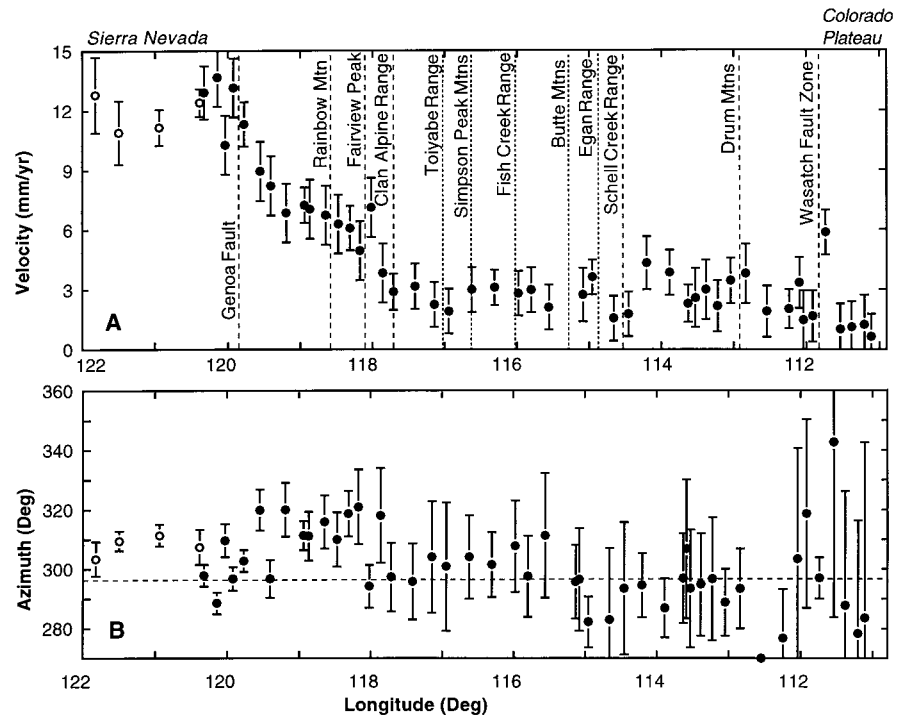 Sierra Nevada
Colorado
Plateau
Velocity (mm/yr)
15
12
9
6
3
0
A
Genoa Fault
Rainbow Mtn
Fairview Peak
Clan Alpine Range
Toiyabe Range
Simpson Peak Mtns
Fish Creek Range
Butte Mtns
Egan Range
Schell Creek Range
Drum Mtns
Wasatch Fault Zone
122
120
118
116
114
112
Azimuth (Deg)
360
340
320
300
280
B
122
120
118
116
114
112
Longitude (Deg)